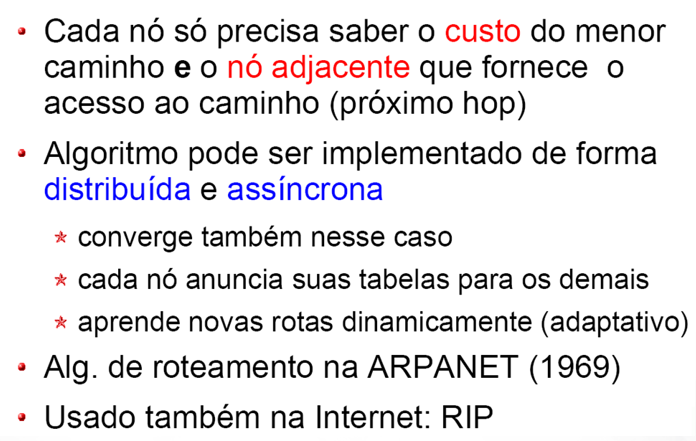 Cada nó só precisa saber o custo do menor
caminho e o nó adjacente que fornece o
acesso ao caminho (próximo hop)
Algoritmo pode ser implementado de forma
distribuída e assíncrona
converge também nesse caso
cada nó anuncia suas tabelas para os demais
aprende novas rotas dinamicamente (adaptativo)
Alg. de roteamento na ARPANET (1969)
Usado também na Internet: RIP